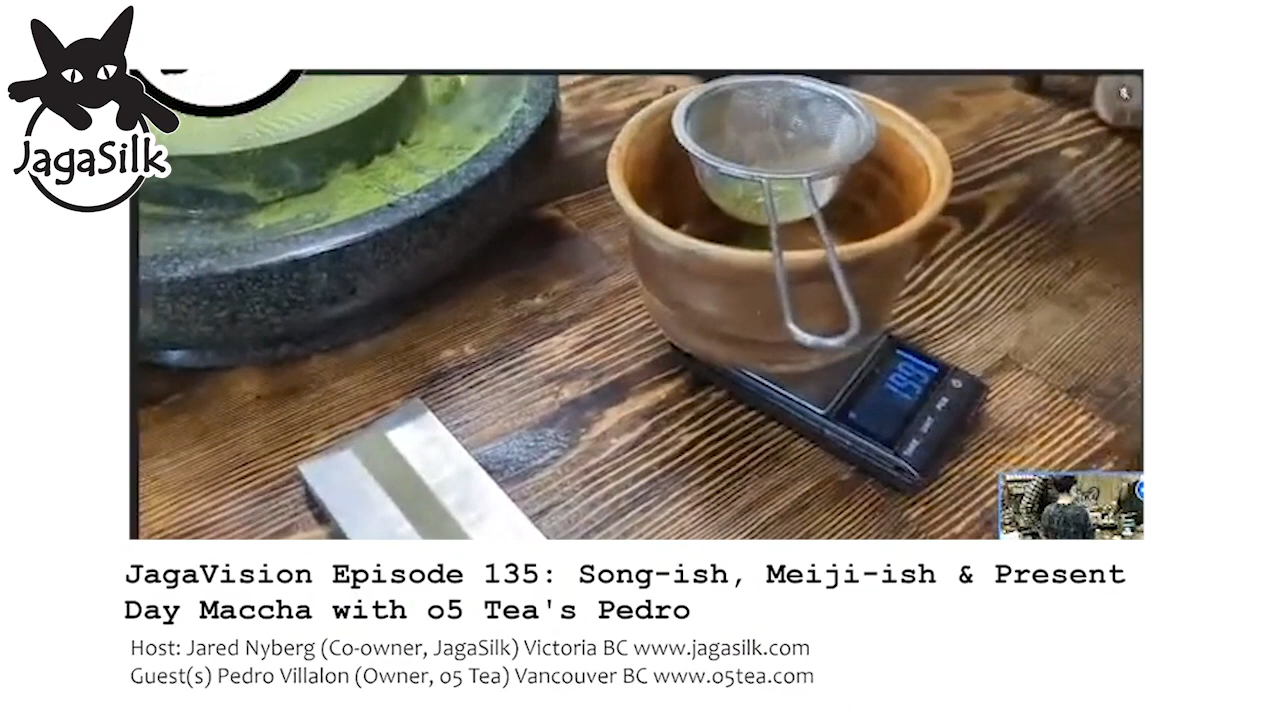 JagaSilk
JagaVision Episode 135: Song-ish, Meiji-ish & Present
Day Maccha with o5 Tea's Pedro
Host: Jared Nyberg (Co-owner, JagaSilk) Victoria BC www.jagasilk.com
Guest(s) Pedro Villalon (Owner, o5 Tea) Vancouver BC www.o5tea.com